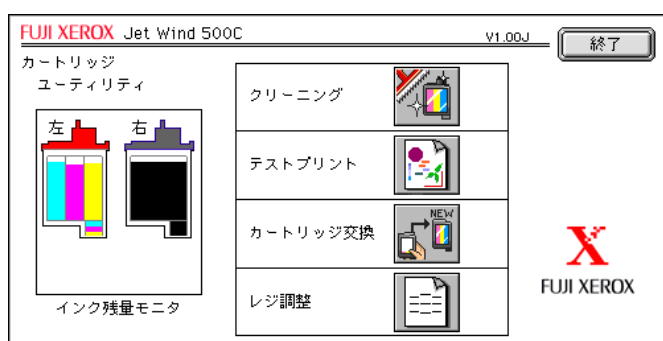 FUJI XEROX Jet Wind 500C
V1.00J
終了
カートリッジ
ユーティリティ
左
右
インク残量モニタ
クリーニング
テストプリント
カートリッジ交換
NEW
レジ調整
FUJI XEROX